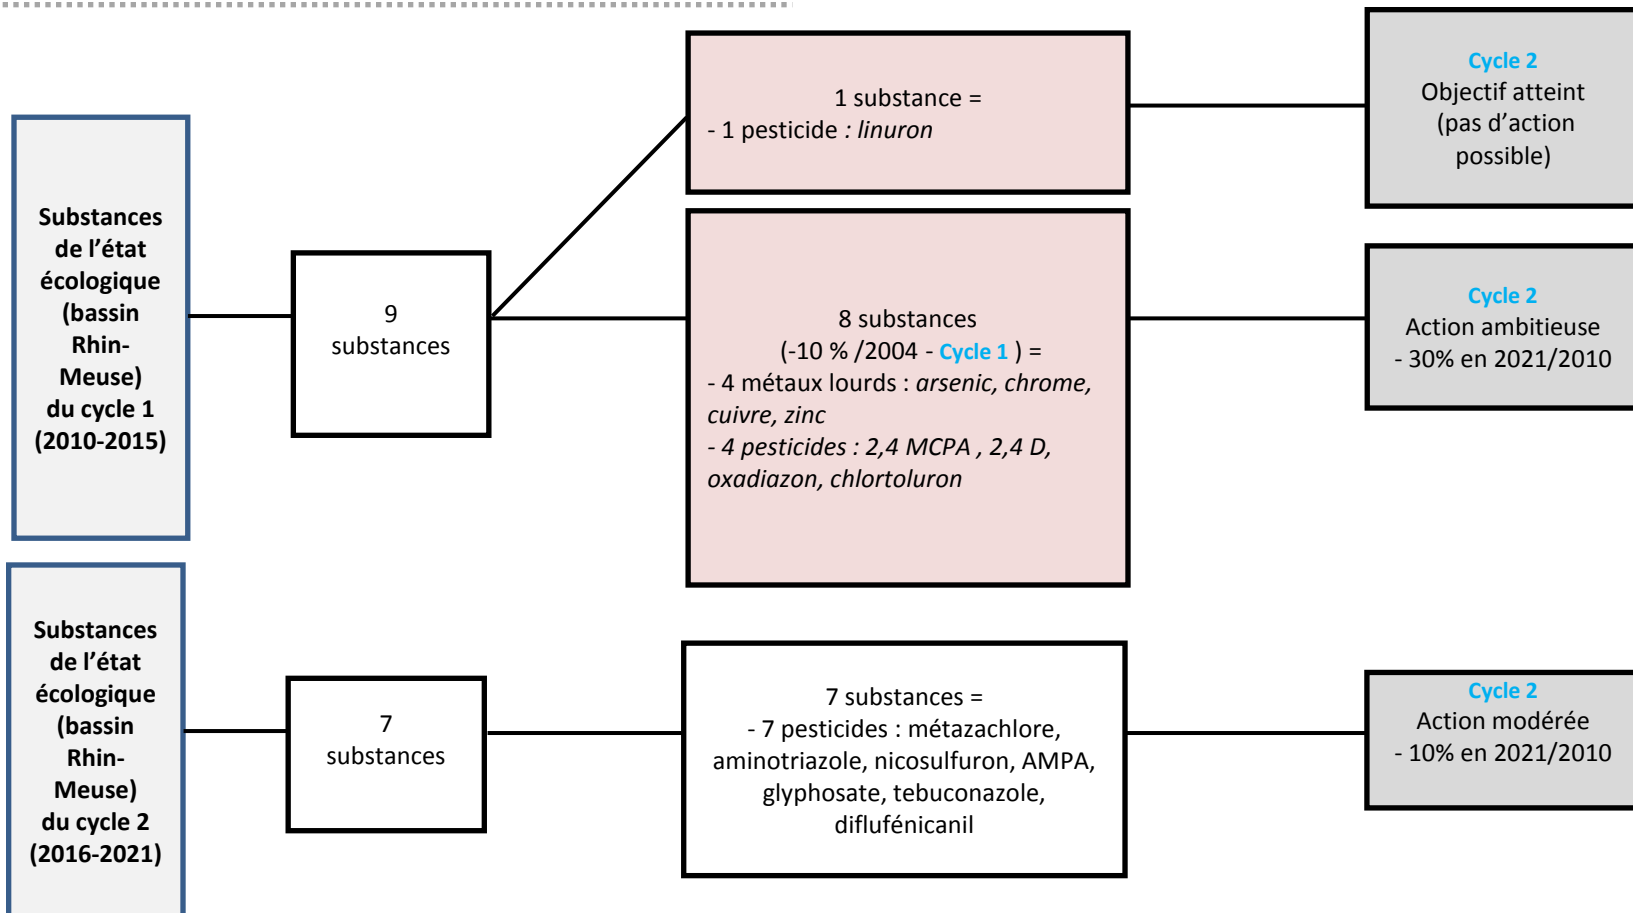 Substances
de l’état
écologique
(bassin
Rhin-
Meuse)
du cycle 1
(2010-2015)
9
substances
1 substance =
- 1 pesticide : linuron
Cycle 2
Objectif atteint
(pas d’action
possible)
8 substances
(-10 % /2004 - Cycle 1 ) =
- 4 métaux lourds : arsenic, chrome,
cuivre, zinc
- 4 pesticides : 2,4 MCPA , 2,4 D,
oxadiazon, chlortoluron
Cycle 2
Action ambitieuse
- 30% en 2021/2010
Substances
de l’état
écologique
(bassin
Rhin-
Meuse)
du cycle 2
(2016-2021)
7
substances
7 substances =
- 7 pesticides : métazachlore,
aminotriazole, nicosulfuron, AMPA,
glyphosate, tebuconazole,
diflufénicanil
Cycle 2
Action modérée
- 10% en 2021/2010